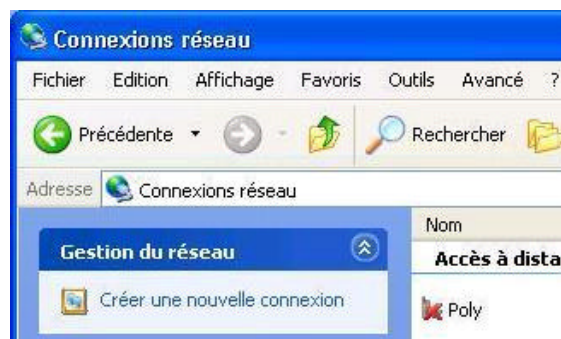 Connexions réseau
Fichier Edition Affichage Favoris Outils Avancé ?
Précédente Rechercher
Adresse Connexions réseau
Nom
Gestion du réseau
Accès à
Créer une nouvelle connexion
Poly